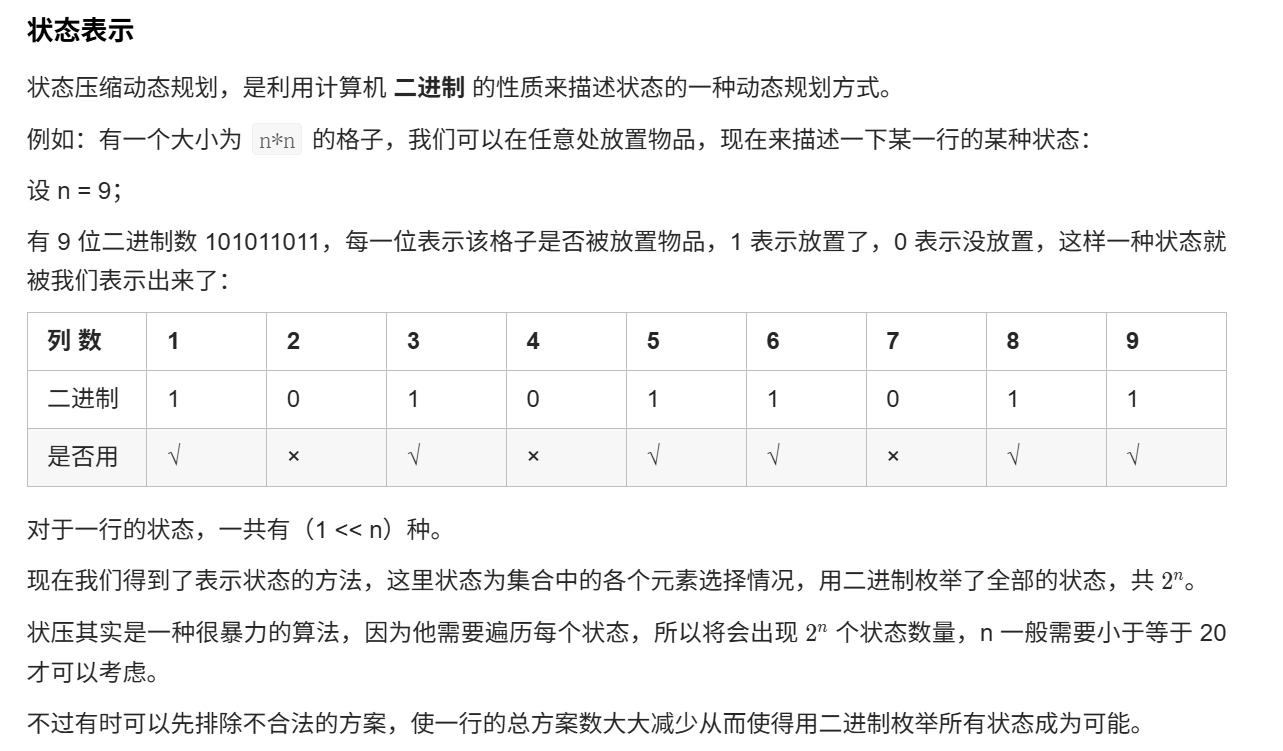 状态表示
状态压缩动态规划，是利用计算机 二进制 的性质来描述状态的一种动态规划方式。
例如：有一个大小为 n*n 的格子，我们可以在任意处放置物品，现在来描述一下某一行的某种状态：
设 n = 9；
有 9 位二进制数 101011011，每一位表示该格子是否被放置物品，1 表示放置了，0 表示没放置，这样一种状态就
被我们表示出来了：
列 数 1 2 3 4 5 6 7 8 9
二进制 1 0 1 0 1 1 0 1 1
是否用 √ × √ × √ √ × √ √
对于一行的状态，一共有（1 << n）种。
现在我们得到了表示状态的方法，这里状态为集合中的各个元素选择情况，用二进制枚举了全部的状态，共 2ⁿ。
状压其实是一种很暴力的算法，因为他需要遍历每个状态，所以将会出现 2ⁿ 个状态数量，n 一般需要小于等于 20
才可以考虑。
不过有时可以先排除不合法的方案，使一行的总方案数大大减少从而使得用二进制枚举所有状态成为可能。